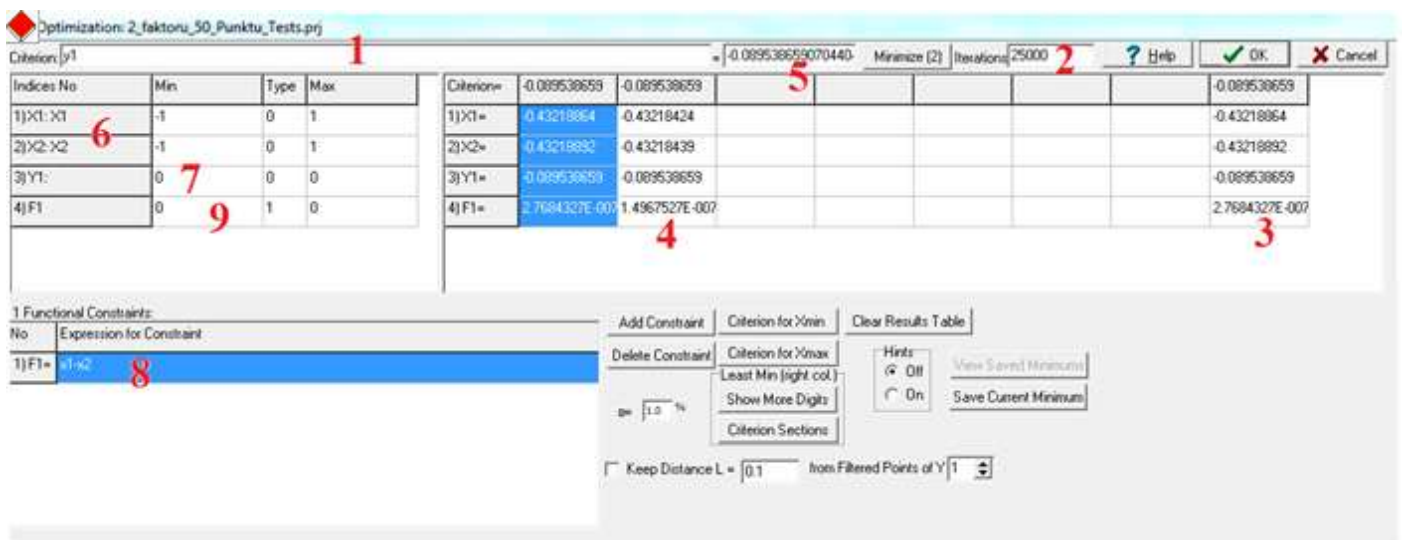 Optimization: 2_faktoru_50_Punktu_Tests.prj
Criterion: y1 1 = -0.089538659070440 5 Minimize (2) Iterations 25000 2 ? Help OK Cancel
Indices No Min Type Max
1)X1: X1 -1 0 1
6
2)X2: X2 -1 0 1
3)Y1: 0 7 0 0
4)F1 0 9 1 0
Criterion= -0.089538659 -0.089538659 -0.089538659
1)X1= -0.43218864 -0.43218424 -0.43218864
2)X2= -0.43218892 -0.43218439 -0.43218892
3)Y1= -0.089538659 -0.089538659 -0.089538659
4)F1= 2.7684327E-007 1.4967527E-007 2.7684327E-007
4 3
1 Functional Constraints:
No Expression for Constraint
1)F1= x1-x2 8
Add Constraint Criterion for Xmin Clear Results Table
Delete Constraint Criterion for Xmax
Hints
Off
On
View Saved Minimums
Save Current Minimum
Least Min (right col.)
Show More Digits
Criterion Sections
1.0 %
Keep Distance L = 0.1 from Filtered Points of Y 1